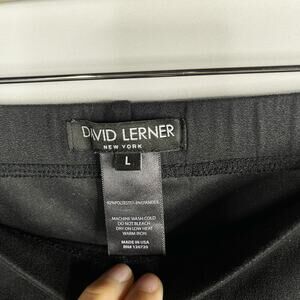 DAVID LERNER
NEW YORK
L
MACHINE WASH COLD
DO NOT BLEACH
DRY ON LOW HEAT
WARM IRON
MADE IN USA